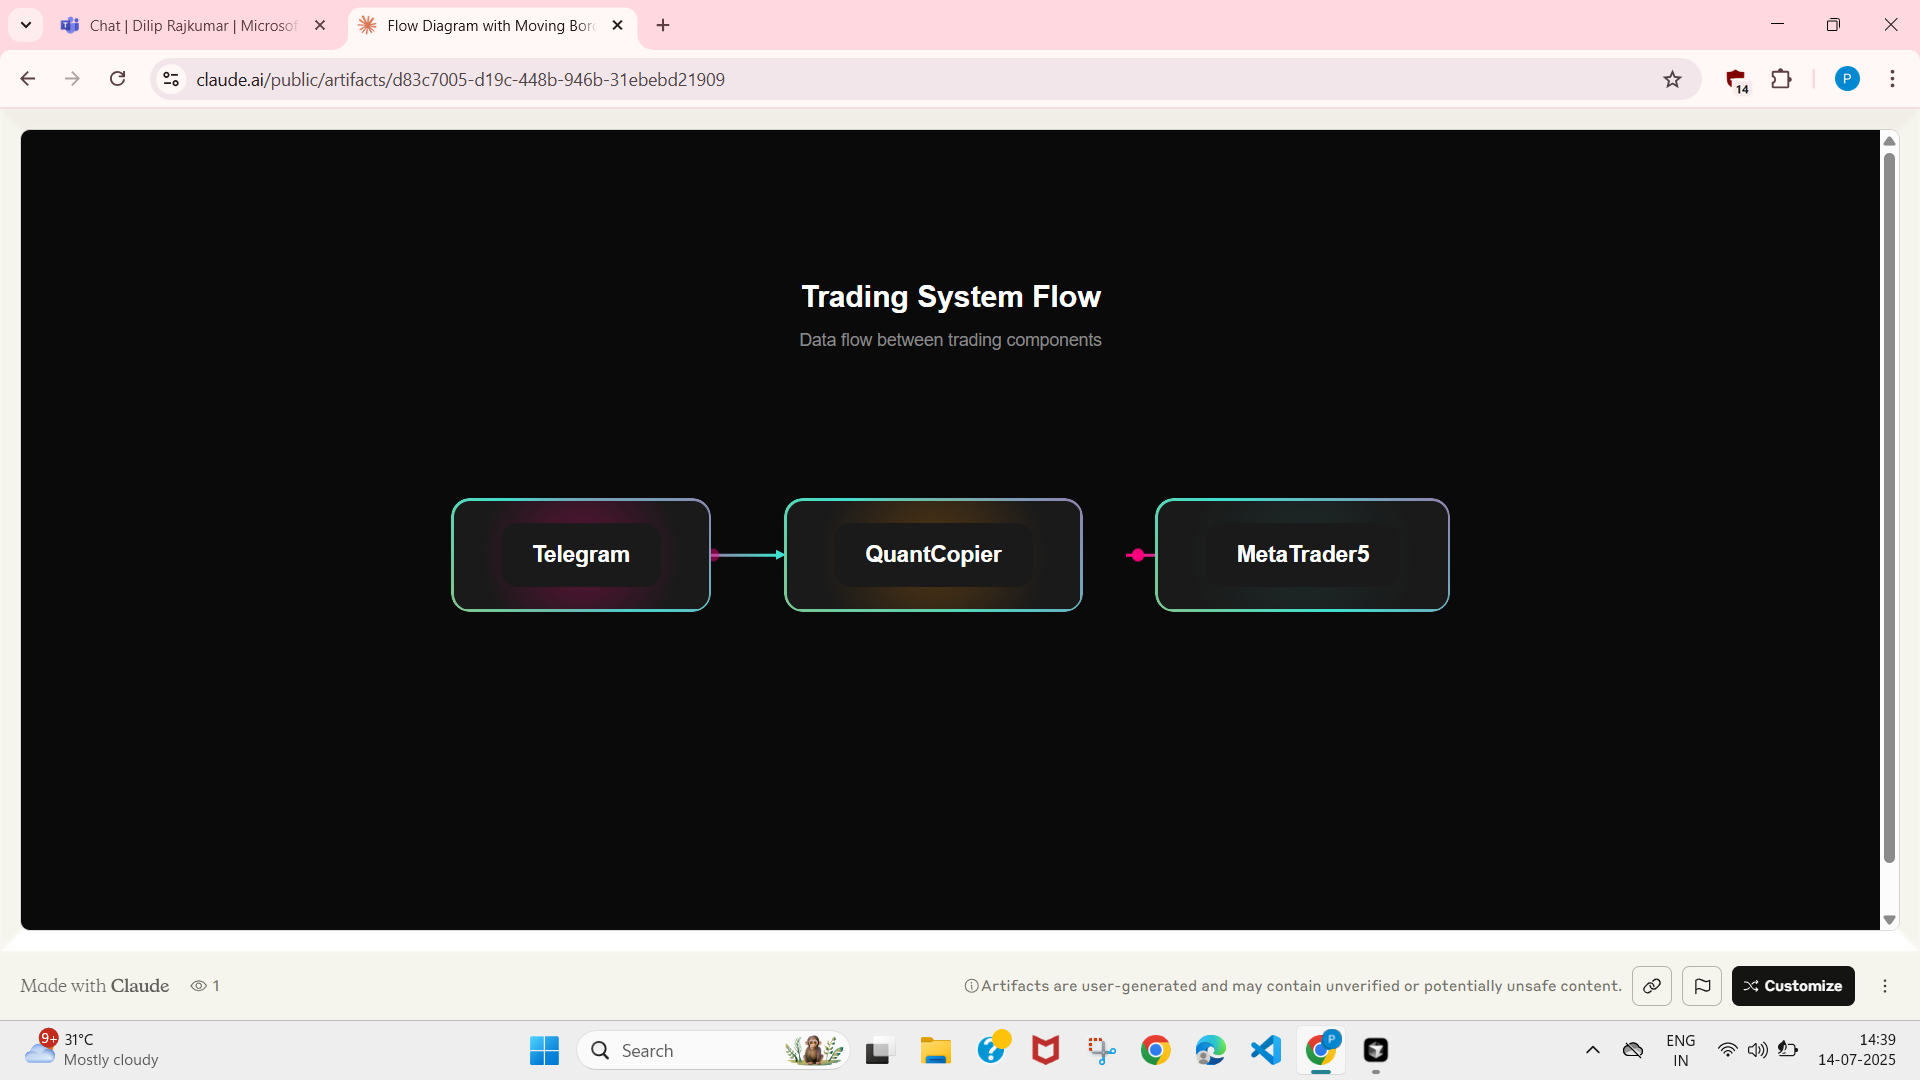 Chat | Dilip Rajkumar | Microsof
Flow Diagram with Moving Bor
claude.ai/public/artifacts/d83c7005-d19c-448b-946b-31ebebd21909
14
P
Trading System Flow
Data flow between trading components
Telegram
QuantCopier
MetaTrader5
Made with Claude
1
Artifacts are user-generated and may contain unverified or potentially unsafe content.
Customize
9+
31°C
Mostly cloudy
Search
P
ENG
IN
14:39
14-07-2025